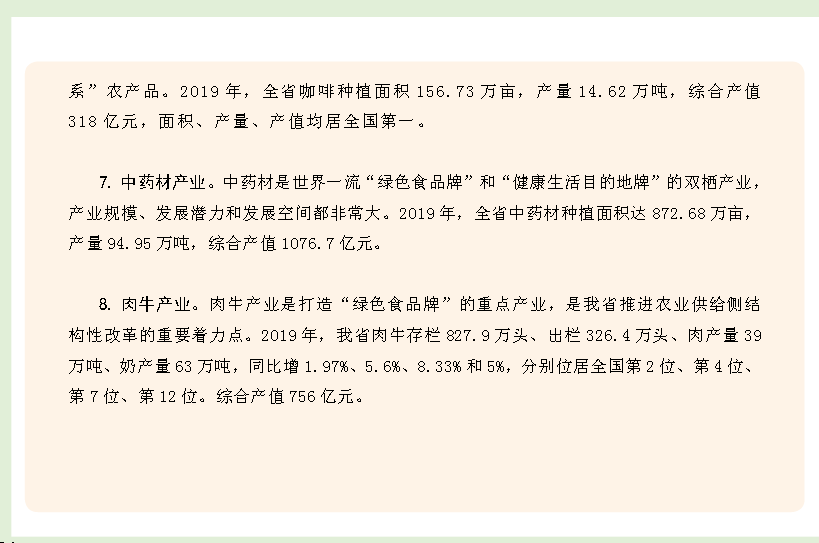 系”农产品。2019 年，全省咖啡种植面积 156.73 万亩，产量 14.62 万吨，综合产值
318 亿元，面积、产量、产值均居全国第一。
7. 中药材产业。中药材是世界一流“绿色食品牌”和“健康生活目的地牌”的双栖产业，
产业规模、发展潜力和发展空间都非常大。2019 年，全省中药材种植面积达 872.68 万亩，
产量 94.95 万吨，综合产值 1076.7 亿元。
8. 肉牛产业。肉牛产业是打造“绿色食品牌”的重点产业，是我省推进农业供给侧结
构性改革的重要着力点。2019 年，我省肉牛存栏 827.9 万头、出栏 326.4 万头、肉产量 39
万吨、奶产量 63 万吨，同比增 1.97%、5.6%、8.33% 和 5%，分别位居全国第 2 位、第 4 位、
第 7 位、第 12 位。综合产值 756 亿元。